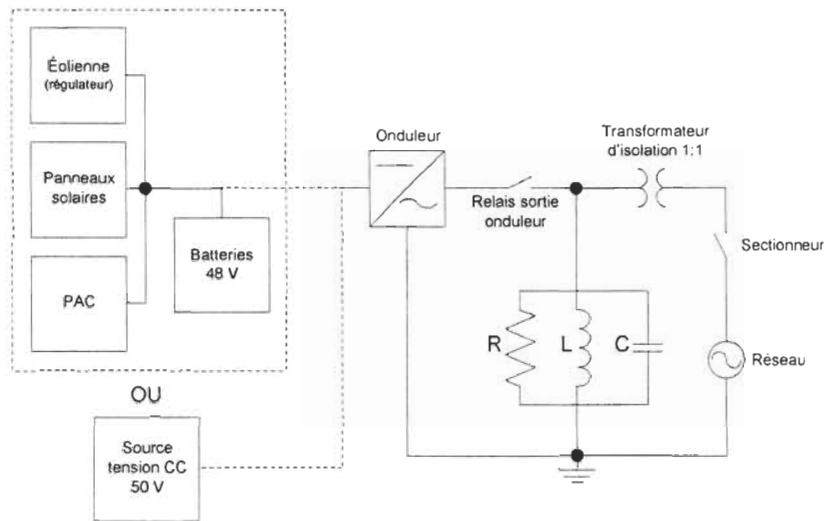 Éolienne
(régulateur)
Panneaux
solaires
PAC
Batteries
48 V
OU
Source
tension CC
50 V
Onduleur
Relais sortie
onduleur
Transformateur
d'isolation 1:1
Sectionneur
R
L
C
Réseau